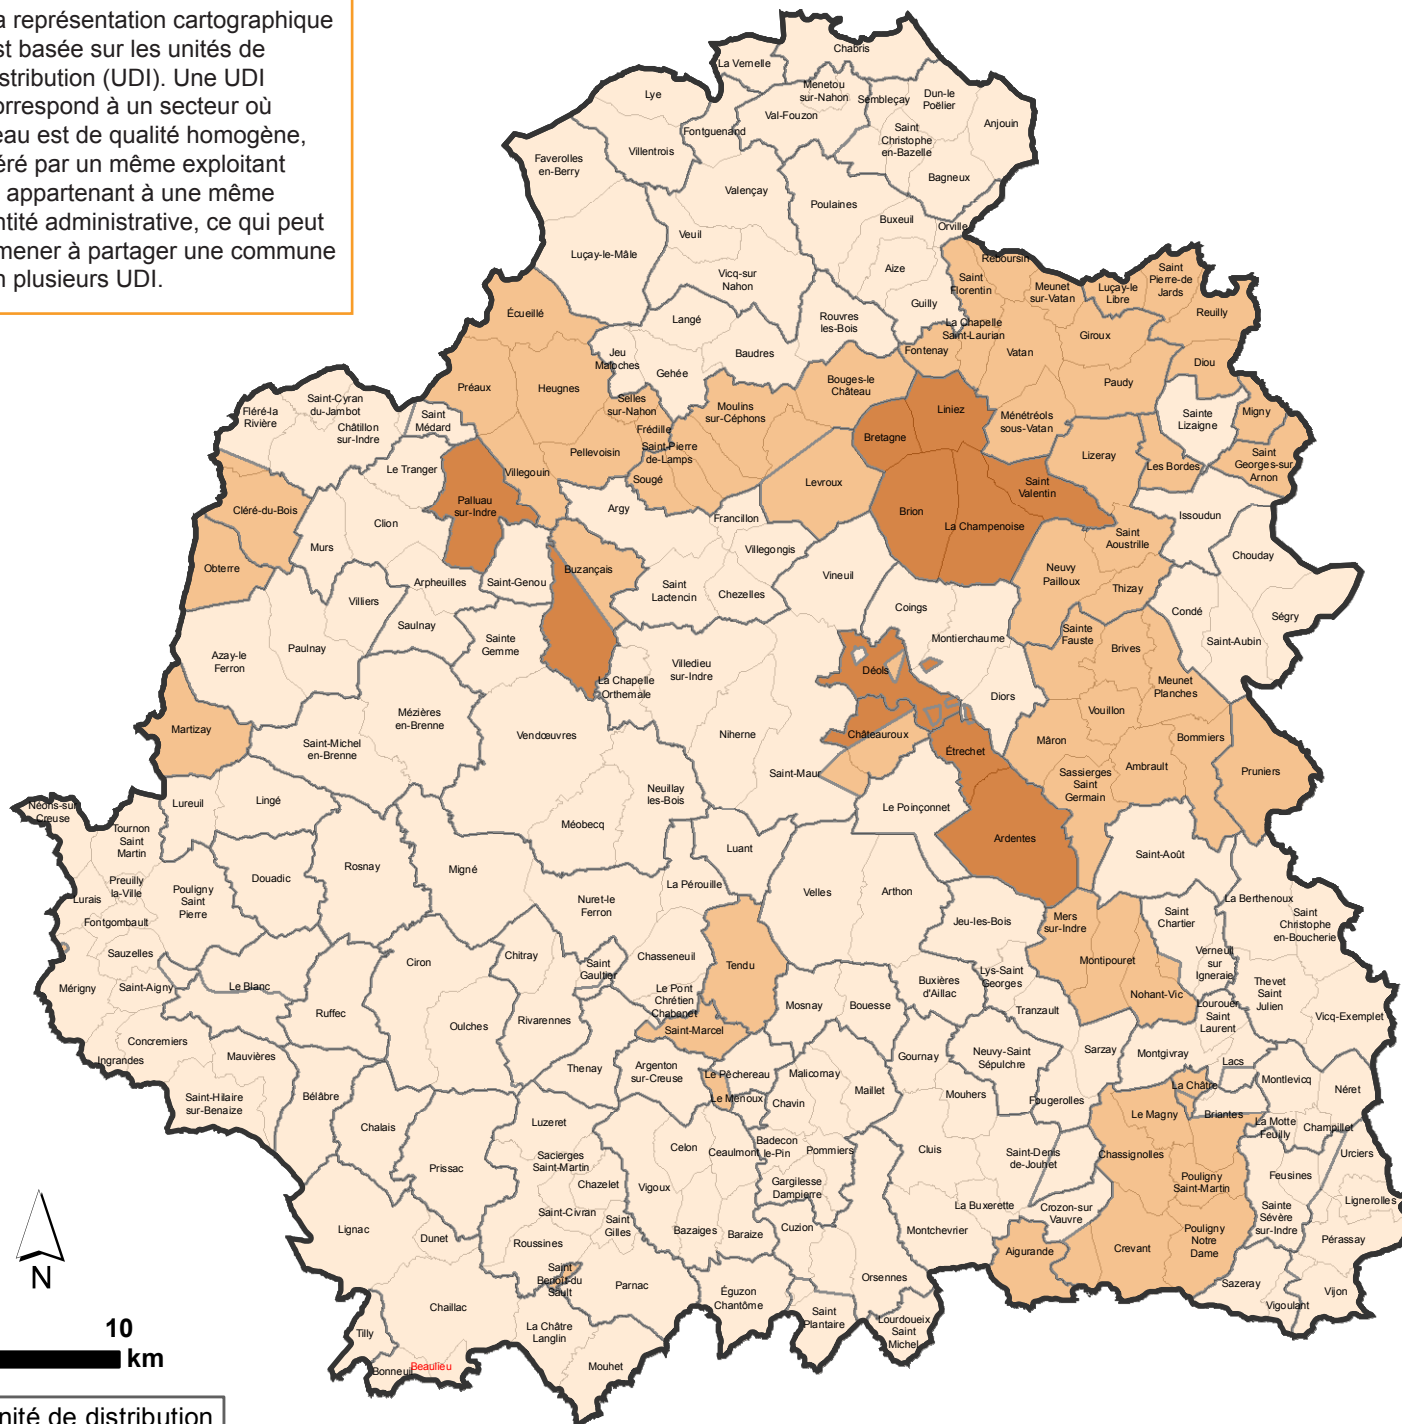 a représentation cartographique
st basée sur les unités de
stribution (UDI). Une UDI
orrespond à un secteur où
eau est de qualité homogène,
éré par un même exploitant
appartenant à une même
ntité administrative, ce qui peut
mener à partager une commune
n plusieurs UDI.
Chabris
La Vernelle
Menetou
sur-Nahon
Sembleçay
Dun-le
Poëlier
Lye
Val-Fouzon
Anjouin
Fontguenand
Saint
Christophe
en-Bazelle
Villentrois
Faverolles
en-Berry
Bagneux
Valençay
Poulaines
Buxeuil
Orville
Veuil
Luçay-le-Mâle
Aize
Vicq-sur
Nahon
Guilly
Reboursin
Saint
Florentin
Meunet
sur-Vatan
Luçay-le
Libre
Saint
Pierre-de
Jards
Reuilly
Écueillé
Langé
Rouvres
les-Bois
La Chapelle
Saint-Laurian
Giroux
Fontenay
Vatan
Jeu
Maloches
Baudres
Gehée
Diou
Paudy
Préaux
Heugnes
Bouges-le
Château
Selles
sur-Nahon
Moulins
sur-Céphons
Liniez
Ménétréols
sous-Vatan
Sainte
Lizaigne
Migny
Saint-Cyran
du-Jambot
Fléré-la
Rivière
Châtillon
sur-Indre
Saint
Médard
Frédille
Saint-Pierre
de-Lamps
Bretagne
Pellevoisin
Lizeray
Les Bordes
Saint
Georges-sur
Arnon
Le Tranger
Villegouin
Sougé
Levroux
Saint
Valentin
Palluau
sur-Indre
Argy
Francillon
Brion
La Champenoise
Issoudun
Cléré-du-Bois
Clion
Saint
Aoustrille
Murs
Villegongis
Chouday
Obterre
Buzançais
Vineuil
Neuvy
Pailloux
Thizay
Arpheuilles
Saint-Genou
Saint
Lactencin
Chezelles
Villiers
Coings
Condé
Ségry
Saulnay
Sainte
Gemme
Montierchaume
Sainte
Fauste
Brives
Saint-Aubin
Paulnay
Azay-le
Ferron
Villedieu
sur-Indre
Déols
La Chapelle
Orthemale
Meunet
Planches
Diors
Vouillon
Mézières
en-Brenne
Martizay
Vendœuvres
Niherne
Châteauroux
Mâron
Bommiers
Saint-Michel
en-Brenne
Étrechet
Saint-Maur
Sassierges
Saint
Germain
Ambrault
Pruniers
Néons-sur
Creuse
Lureuil
Lingé
Neuillay
les-Bois
Le Poinçonnet
Tournon
Saint
Martin
Méobecq
Ardentes
Luant
Saint-Août
Rosnay
Migné
Douadic
Preuilly
la-Ville
Lurais
Pouligny
Saint
Pierre
La Pérouille
Velles
Arthon
La Berthenoux
Nuret-le
Ferron
Fontgombault
Jeu-les-Bois
Mers
sur-Indre
Saint
Chartier
Saint
Christophe
en-Boucherie
Sauzelles
Ciron
Chitray
Saint
Gaultier
Chasseneuil
Tendu
Montipouret
Verneuil
sur
Igneraie
Mérigny
Saint-Aigny
Le Blanc
Buxières
d'Aillac
Lys-Saint
Georges
Nohant-Vic
Thevet
Saint
Julien
Le Pont
Chrétien
Chabenet
Mosnay
Bouesse
Tranzault
Lourouer
Saint
Laurent
Vicq-Exemplet
Ruffec
Oulches
Rivarennes
Saint-Marcel
Concremiers
Ingrandes
Mauvières
Gournay
Neuvy-Saint
Sépulchre
Sarzay
Montgivray
Lacs
Thenay
Argenton
sur-Creuse
Le Pêchereau
Malicornay
Maillet
Mouhers
La Châtre
Montlevicq
Néret
Saint-Hilaire
sur-Benaize
Bélâbre
Le Menoux
Chavin
Fougerolles
Le Magny
Briantes
La Motte
Feuilly
Champillet
Chalais
Luzeret
Celon
Ceaulmont
Badecon
le-Pin
Pommiers
Cluis
Saint-Denis
de-Jouhet
Chassignolles
Urciers
Prissac
Sacierges
Saint-Martin
Chazelet
Vigoux
Gargilesse
Dampierre
Pouligny
Saint-Martin
Feusines
Lignac
Saint-Civran
Saint
Gilles
La Buxerette
Crozon-sur
Vauvre
Lignerolles
Dunet
Roussines
Bazaiges
Baraize
Cuzion
Montchevrier
Aigurande
Crevant
Pouligny
Notre
Dame
Sainte
Sévère
sur-Indre
Pérassay
Saint
Benoît-du
Sault
Parnac
Orsennes
Sazeray
Vijon
Éguzon
Chantôme
Vigoulant
Chaillac
La Châtre
Langlin
Saint
Plantaire
Lourdoueix
Saint
Michel
Tilly
Bonneuil
Beaulieu
Mouhet
N
10
km
nité de distribution